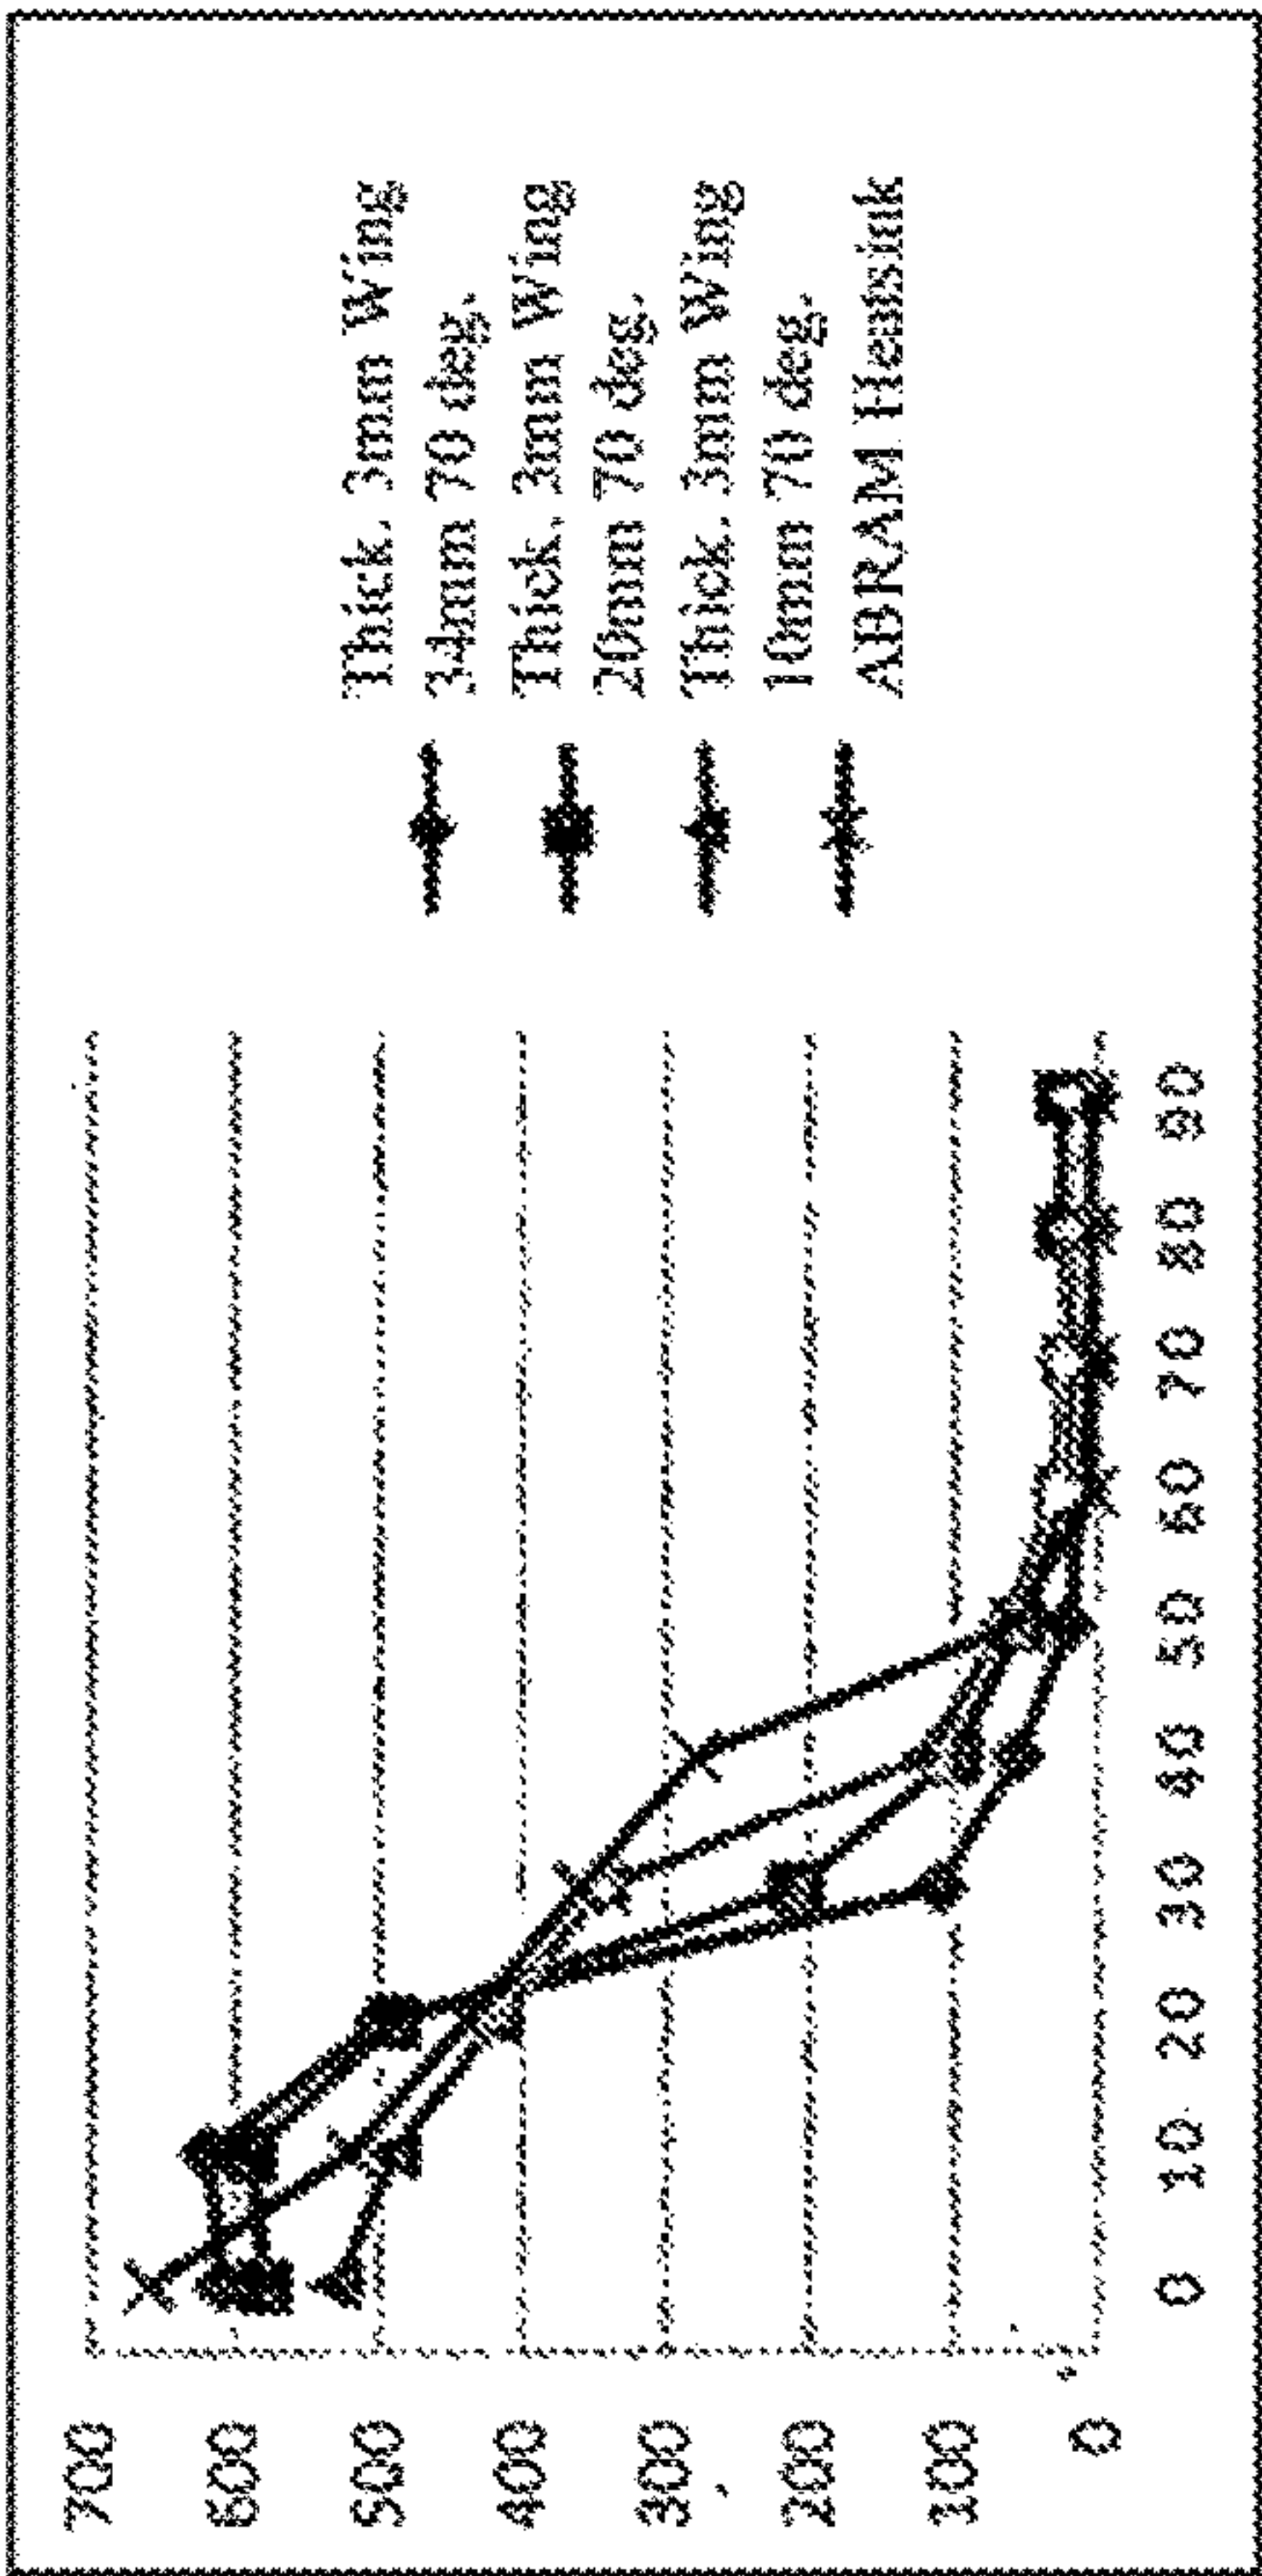 700
600
500
400
300
200
100
0
0 10 20 30 40 50 60 70 80 90
Thick. 3mm Wing
34mm 70 deg.
Thick. 3mm Wing
20mm 70 deg.
Thick. 3mm Wing
10mm 70 deg.
ABRAM Heatsink